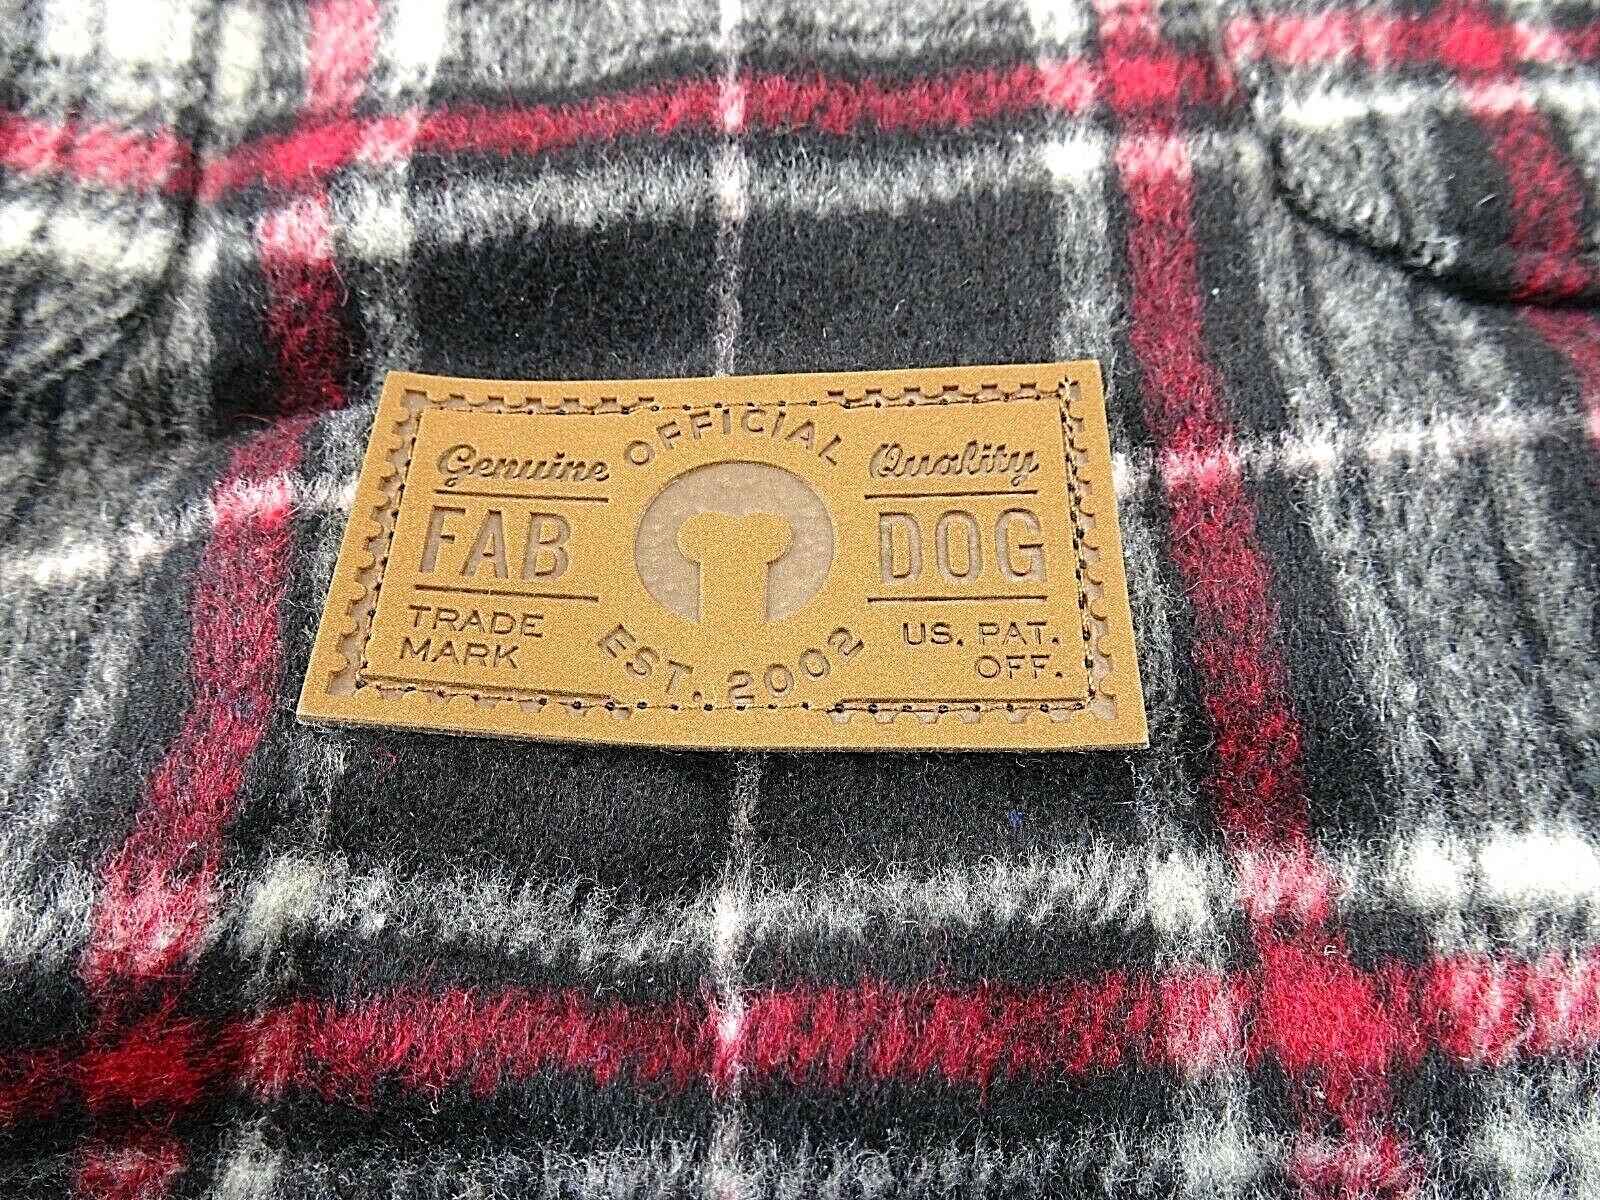 Genuine
FAB
TRADE
MARK
OFFICIAL
EST. 2002
Quality
DOG
US. PAT.
OFF.